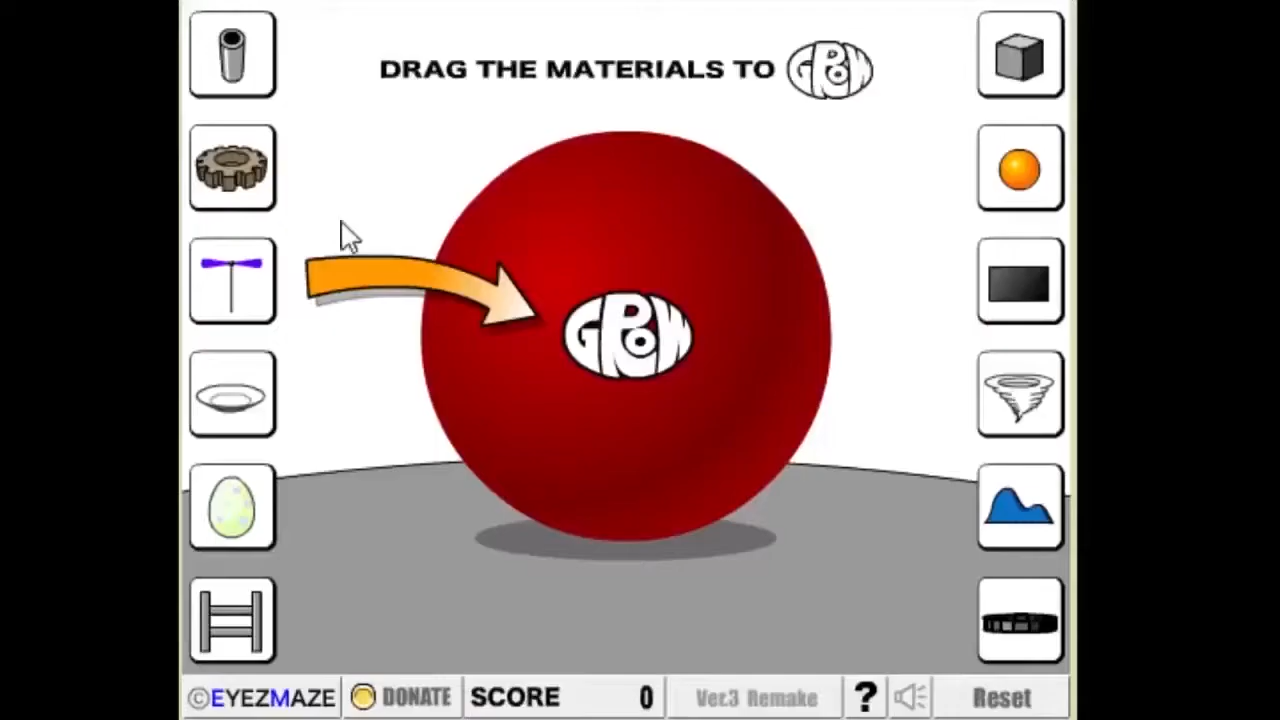 DRAG THE MATERIALS TO GROW
GROW
©EYEZMAZE DONATE SCORE 0 Ver.3 Remake ? Reset